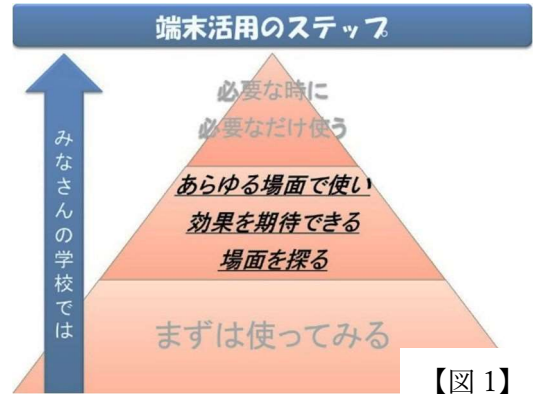 端末活用のステップ
みなさんの学校では
必要な時に
必要なだけ使う
あらゆる場面で使い
効果を期待できる
場面を探る
まずは使ってみる
【図 1】